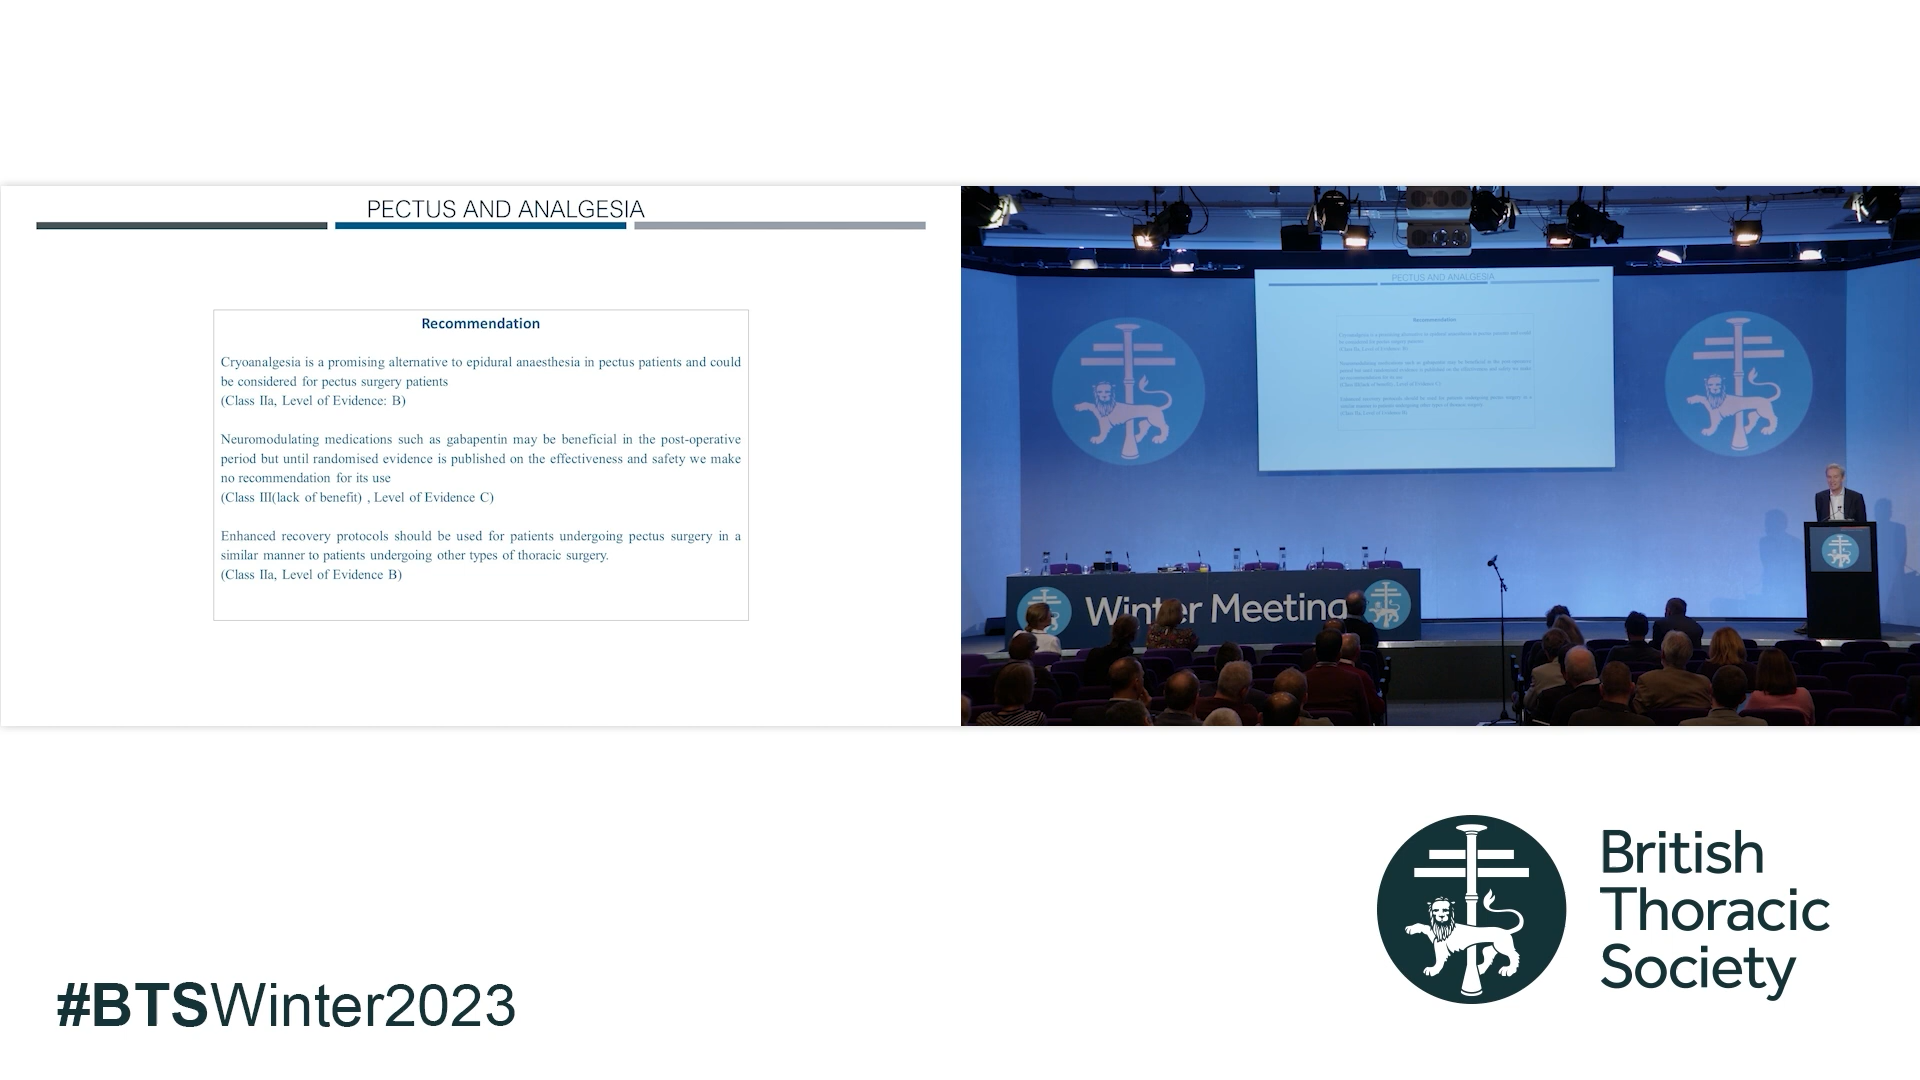 PECTUS AND ANALGESIA
Recommendation
Cryoanalgesia is a promising alternative to epidural anaesthesia in pectus patients and could
be considered for pectus surgery patients
(Class IIa, Level of Evidence: B)
Neuromodulating medications such as gabapentin may be beneficial in the post-operative
period but until randomised evidence is published on the effectiveness and safety we make
no recommendation for its use
(Class III(lack of benefit) , Level of Evidence C)
Enhanced recovery protocols should be used for patients undergoing pectus surgery in a
similar manner to patients undergoing other types of thoracic surgery.
(Class IIa, Level of Evidence B)
PECTUS AND ANALGESIA
Recommendation
Winter Meeting
British
Thoracic
Society
#BTSWinter2023